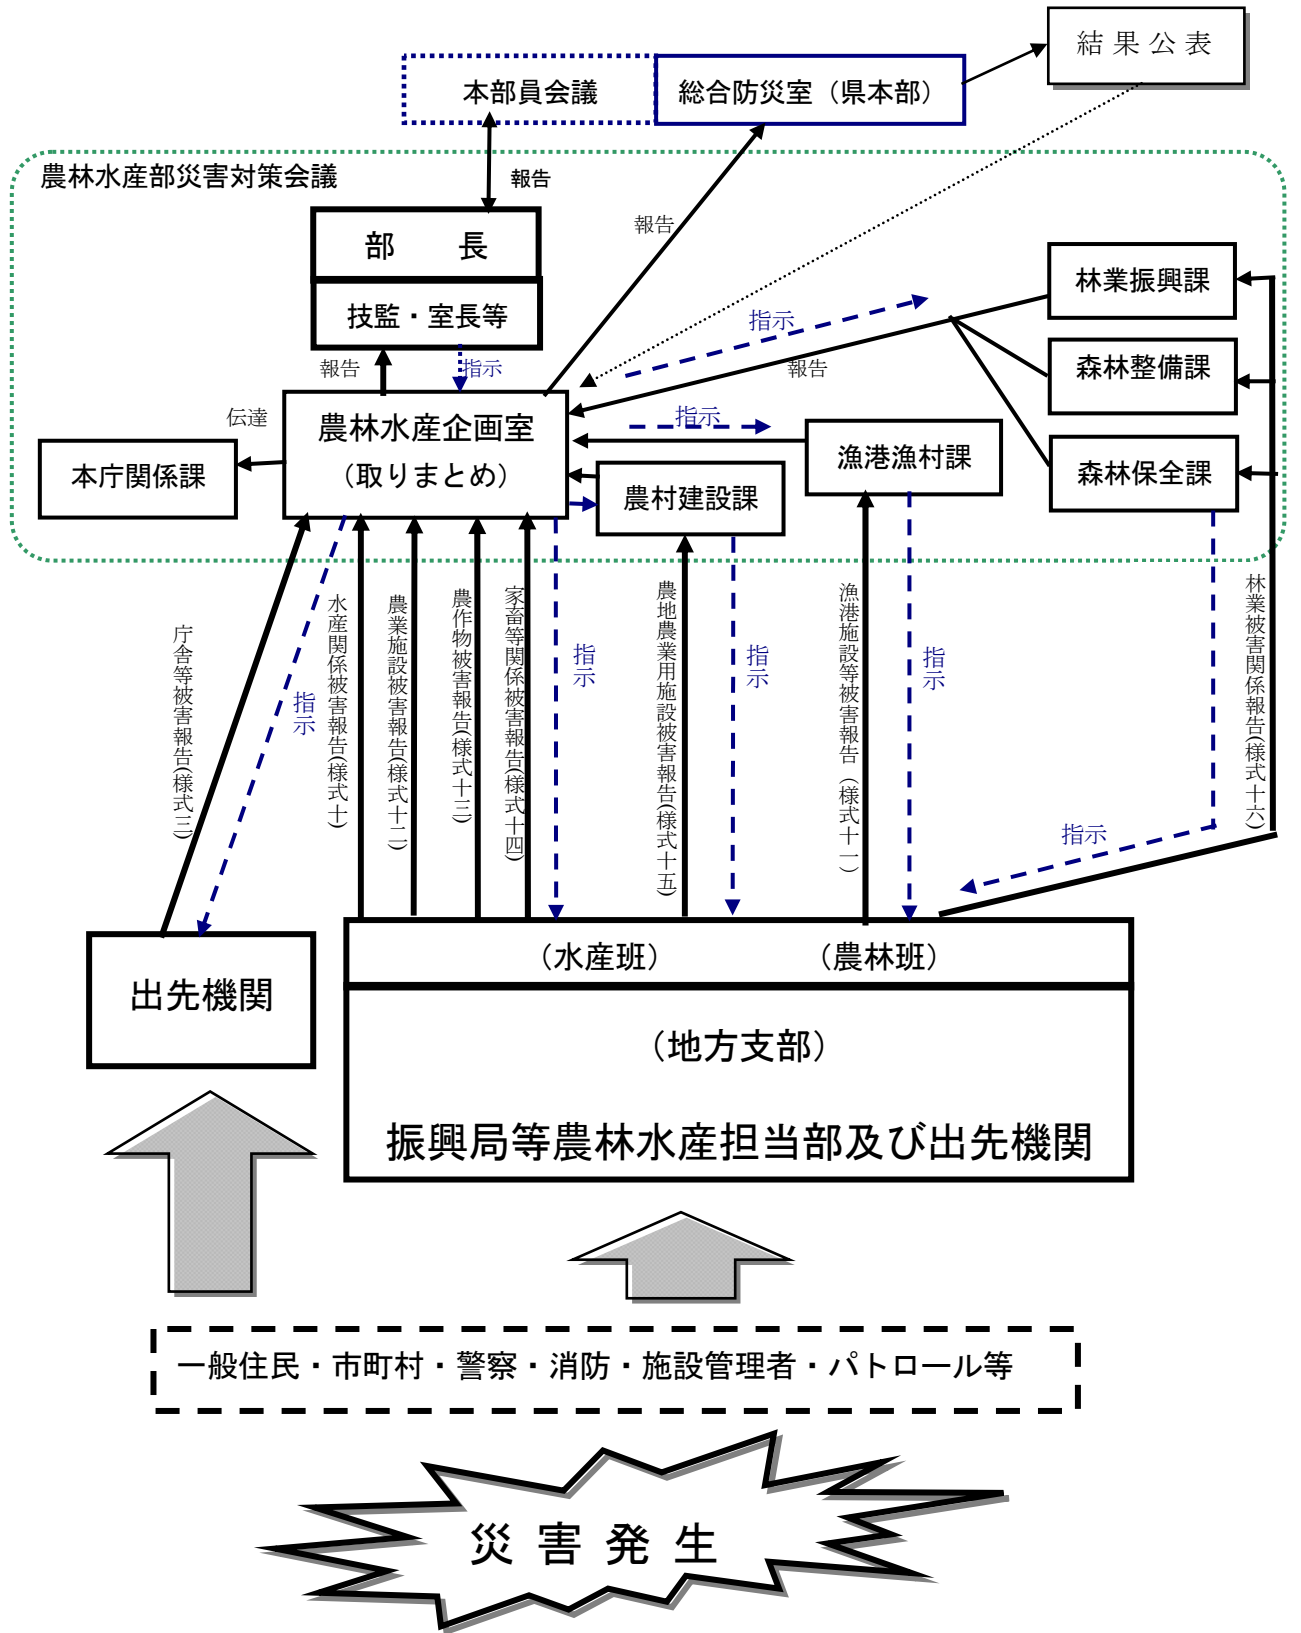 結果公表
本部員会議
総合防災室（県本部）
農林水産部災害対策会議
報告
報告
部　　長
技監・室長等
林業振興課
指示
報告
指示
報告
森林整備課
伝達
農林水産企画室
（取りまとめ）
指示
漁港漁村課
本庁関係課
農村建設課
森林保全課
庁舎等被害報告(様式三)
指示
水産関係被害報告(様式十)
農業施設被害報告(様式十二)
農作物被害報告(様式十三)
家畜等関係被害報告(様式十四)
指示
農地農業用施設被害報告(様式十五)
指示
漁港施設等被害報告（様式十一）
指示
林業被害関係報告(様式十六)
指示
（水産班）
（農林班）
出先機関
（地方支部）
振興局等農林水産担当部及び出先機関
一般住民・市町村・警察・消防・施設管理者・パトロール等
災害発生